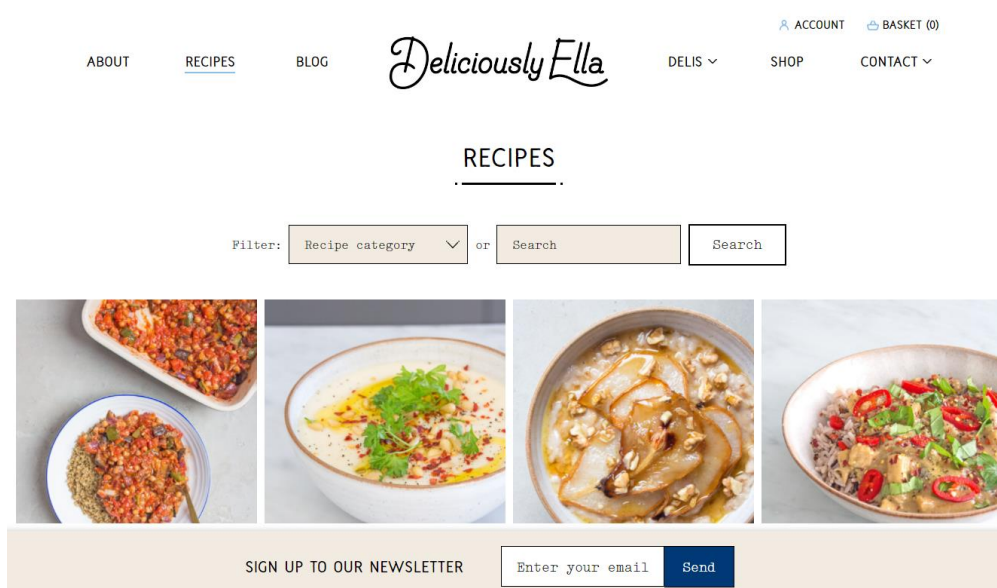 ACCOUNT BASKET (0)
ABOUT RECIPES BLOG Deliciously Ella DELIS SHOP CONTACT
RECIPES
Filter: Recipe category or Search Search
SIGN UP TO OUR NEWSLETTER Enter your email Send